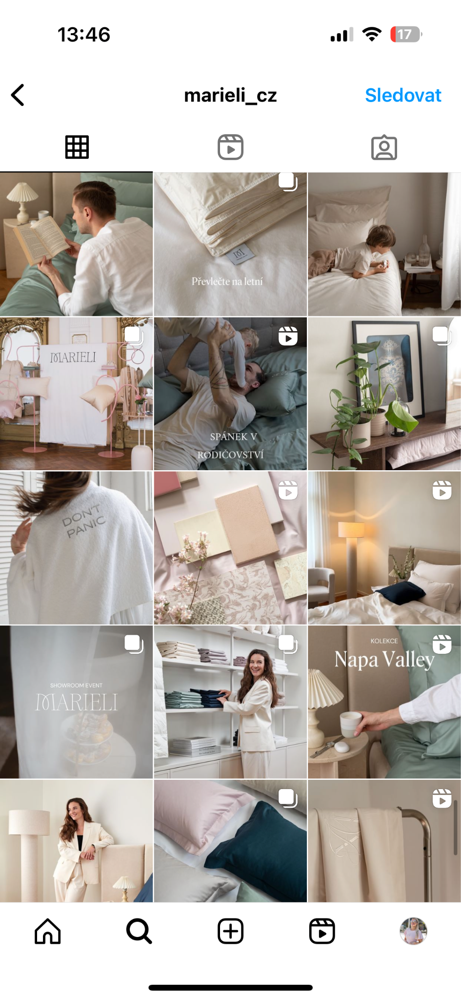 13:46
17
marieli_cz
Sledovat
Převlečte na letní
MARIELI
SPÁNEK V
RODIČOVSTVÍ
DON'T
PANIC
SHOWROOM EVENT
MARIELI
KOLEKCE
Napa Valley